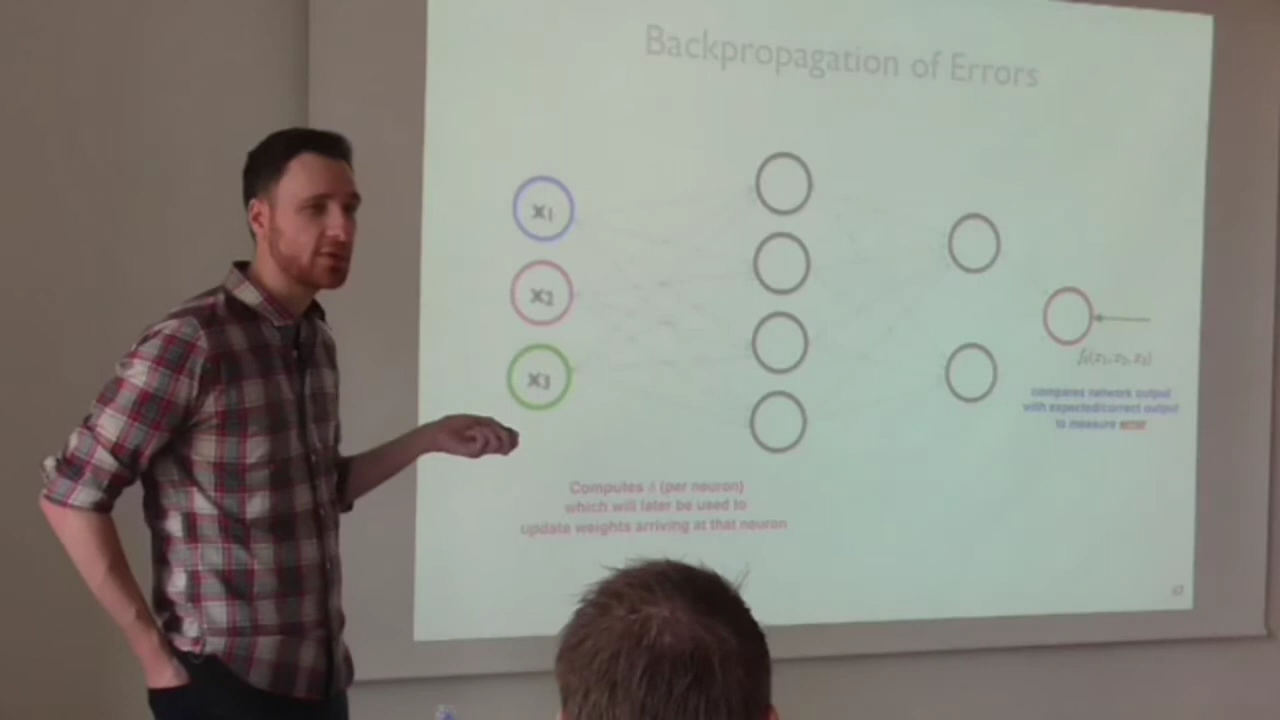 Backpropagation of Errors
x1
x2
x3
compares network output
with expected/correct output
to measure error
Computes δ (per neuron)
which will later be used to
update weights arriving at that neuron